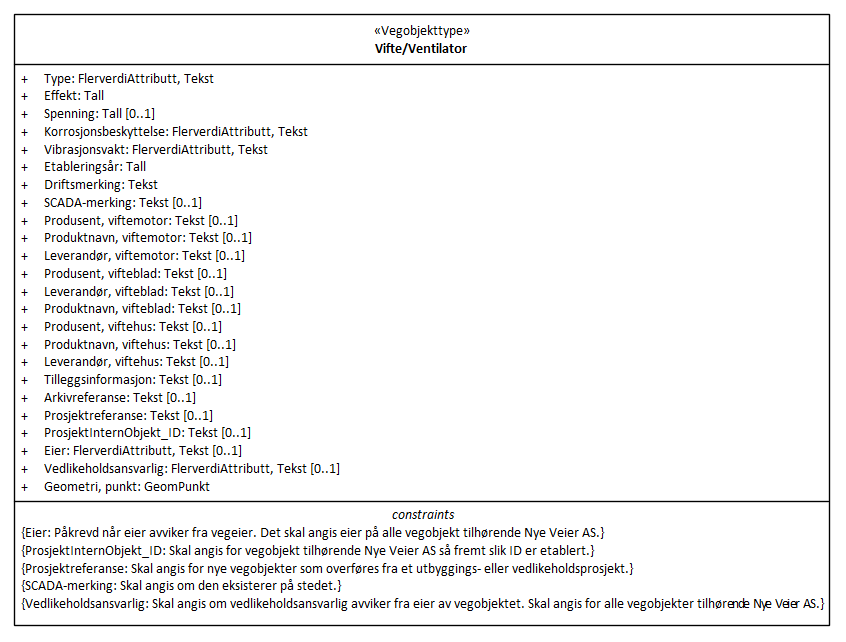 «Vegobjekttype»
Vifte/Ventilator
+ Type: FlerverdiAttributt, Tekst
+ Effekt: Tall
+ Spenning: Tall [0..1]
+ Korrosjonsbeskyttelse: FlerverdiAttributt, Tekst
+ Vibrasjonsvakt: FlerverdiAttributt, Tekst
+ Etableringsår: Tall
+ Driftsmerking: Tekst
+ SCADA-merking: Tekst [0..1]
+ Produsent, viftemotor: Tekst [0..1]
+ Produktnavn, viftemotor: Tekst [0..1]
+ Leverandør, viftemotor: Tekst [0..1]
+ Produsent, vifteblad: Tekst [0..1]
+ Leverandør, vifteblad: Tekst [0..1]
+ Produktnavn, vifteblad: Tekst [0..1]
+ Produsent, viftehus: Tekst [0..1]
+ Produktnavn, viftehus: Tekst [0..1]
+ Leverandør, viftehus: Tekst [0..1]
+ Tilleggsinformasjon: Tekst [0..1]
+ Arkivreferanse: Tekst [0..1]
+ Prosjektreferanse: Tekst [0..1]
+ ProsjektInternObjekt_ID: Tekst [0..1]
+ Eier: FlerverdiAttributt, Tekst [0..1]
+ Vedlikeholdsansvarlig: FlerverdiAttributt, Tekst [0..1]
+ Geometri, punkt: GeomPunkt
constraints
{Eier: Påkrevd når eier avviker fra vegeier. Det skal angis eier på alle vegobjekt tilhørende Nye Veier AS.}
{ProsjektInternObjekt_ID: Skal angis for vegobjekt tilhørende Nye Veier AS så fremt slik ID er etablert.}
{Prosjektreferanse: Skal angis for nye vegobjekter som overføres fra et utbyggings- eller vedlikeholdsprosjekt.}
{SCADA-merking: Skal angis om den eksisterer på stedet.}
{Vedlikeholdsansvarlig: Skal angis om vedlikeholdsansvarlig avviker fra eier av vegobjektet. Skal angis for alle vegobjekter tilhørende Nye Veier AS.}